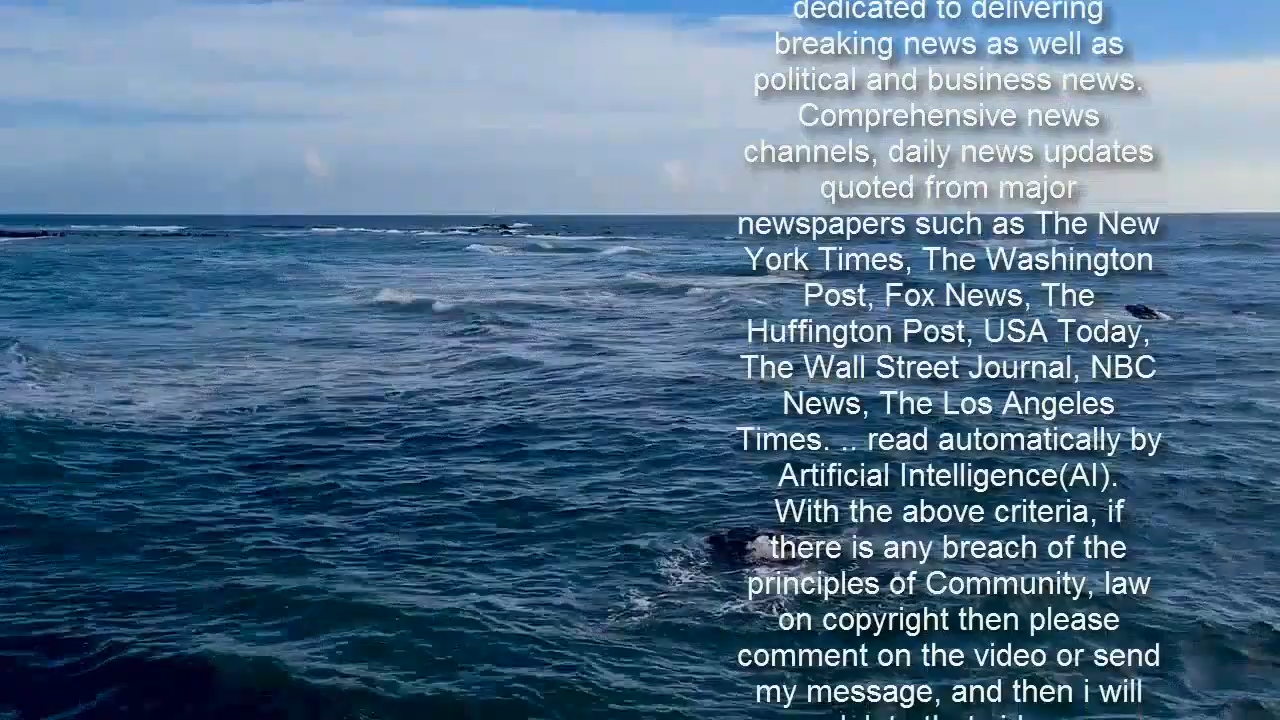 dedicated to delivering
breaking news as well as
political and business news.
Comprehensive news
channels, daily news updates
quoted from major
newspapers such as The New
York Times, The Washington
Post, Fox News, The
Huffington Post, USA Today,
The Wall Street Journal, NBC
News, The Los Angeles
Times. .. read automatically by
Artificial Intelligence(AI).
With the above criteria, if
there is any breach of the
principles of Community, law
on copyright then please
comment on the video or send
my message, and then i will